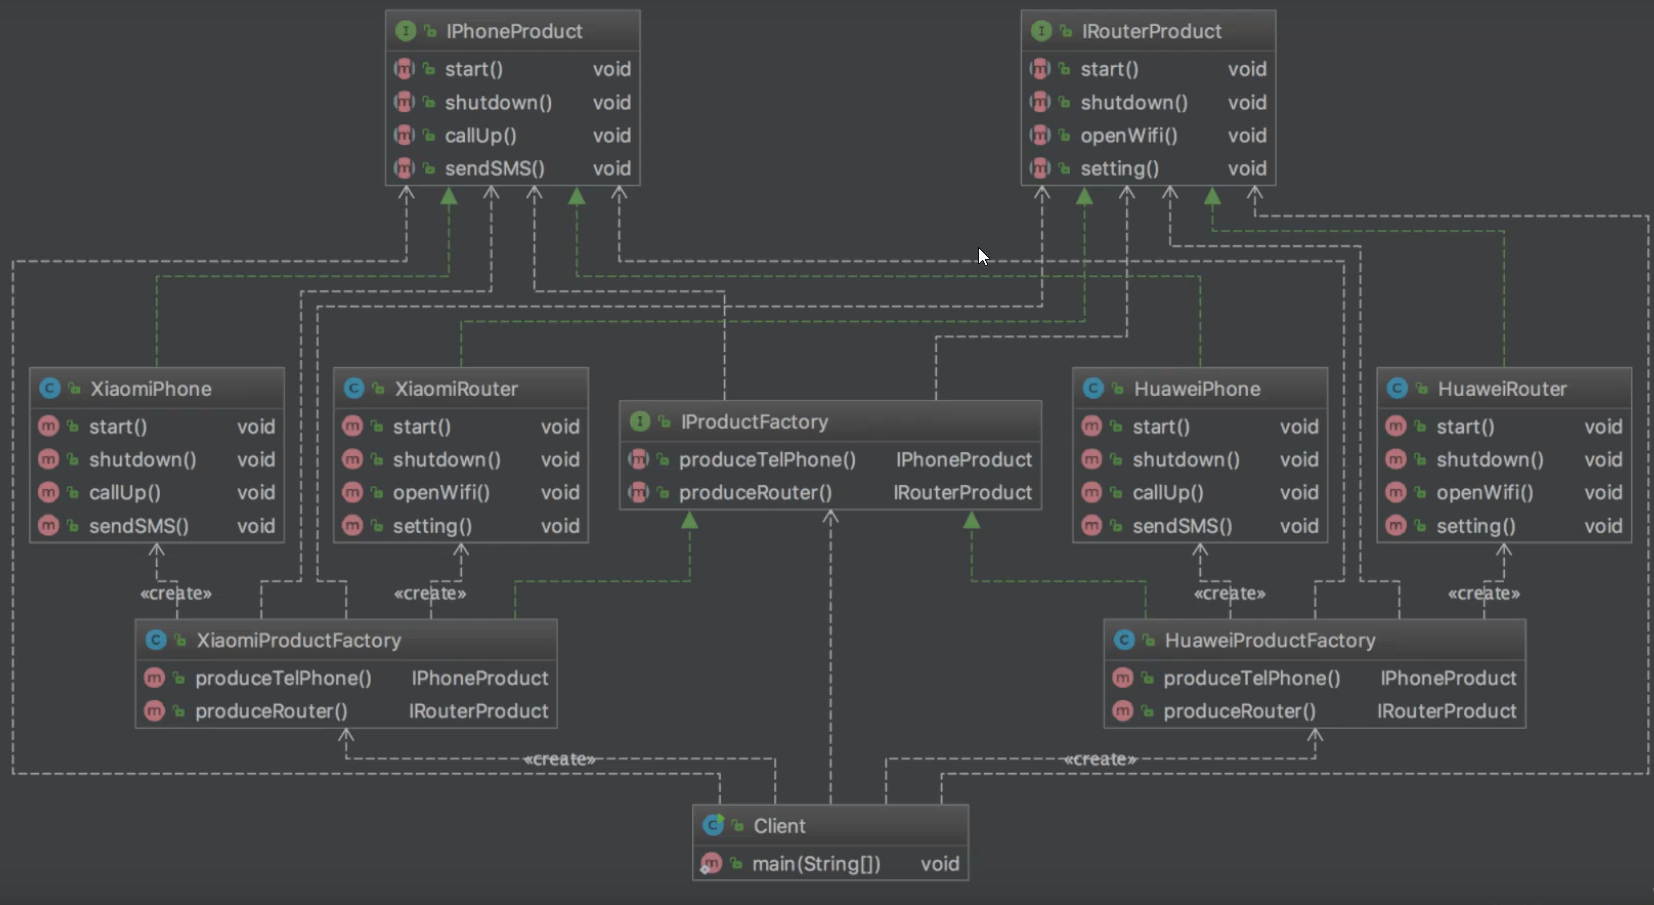 IPhoneProduct
start() void
shutdown() void
callUp() void
sendSMS() void
IRouterProduct
start() void
shutdown() void
openWifi() void
setting() void
XiaomiPhone
start() void
shutdown() void
callUp() void
sendSMS() void
XiaomiRouter
start() void
shutdown() void
openWifi() void
setting() void
IProductFactory
produceTelPhone() IPhoneProduct
produceRouter() IRouterProduct
HuaweiPhone
start() void
shutdown() void
callUp() void
sendSMS() void
HuaweiRouter
start() void
shutdown() void
openWifi() void
setting() void
«create»
«create»
«create»
«create»
XiaomiProductFactory
produceTelPhone() IPhoneProduct
produceRouter() IRouterProduct
HuaweiProductFactory
produceTelPhone() IPhoneProduct
produceRouter() IRouterProduct
«create»
«create»
Client
main(String[]) void